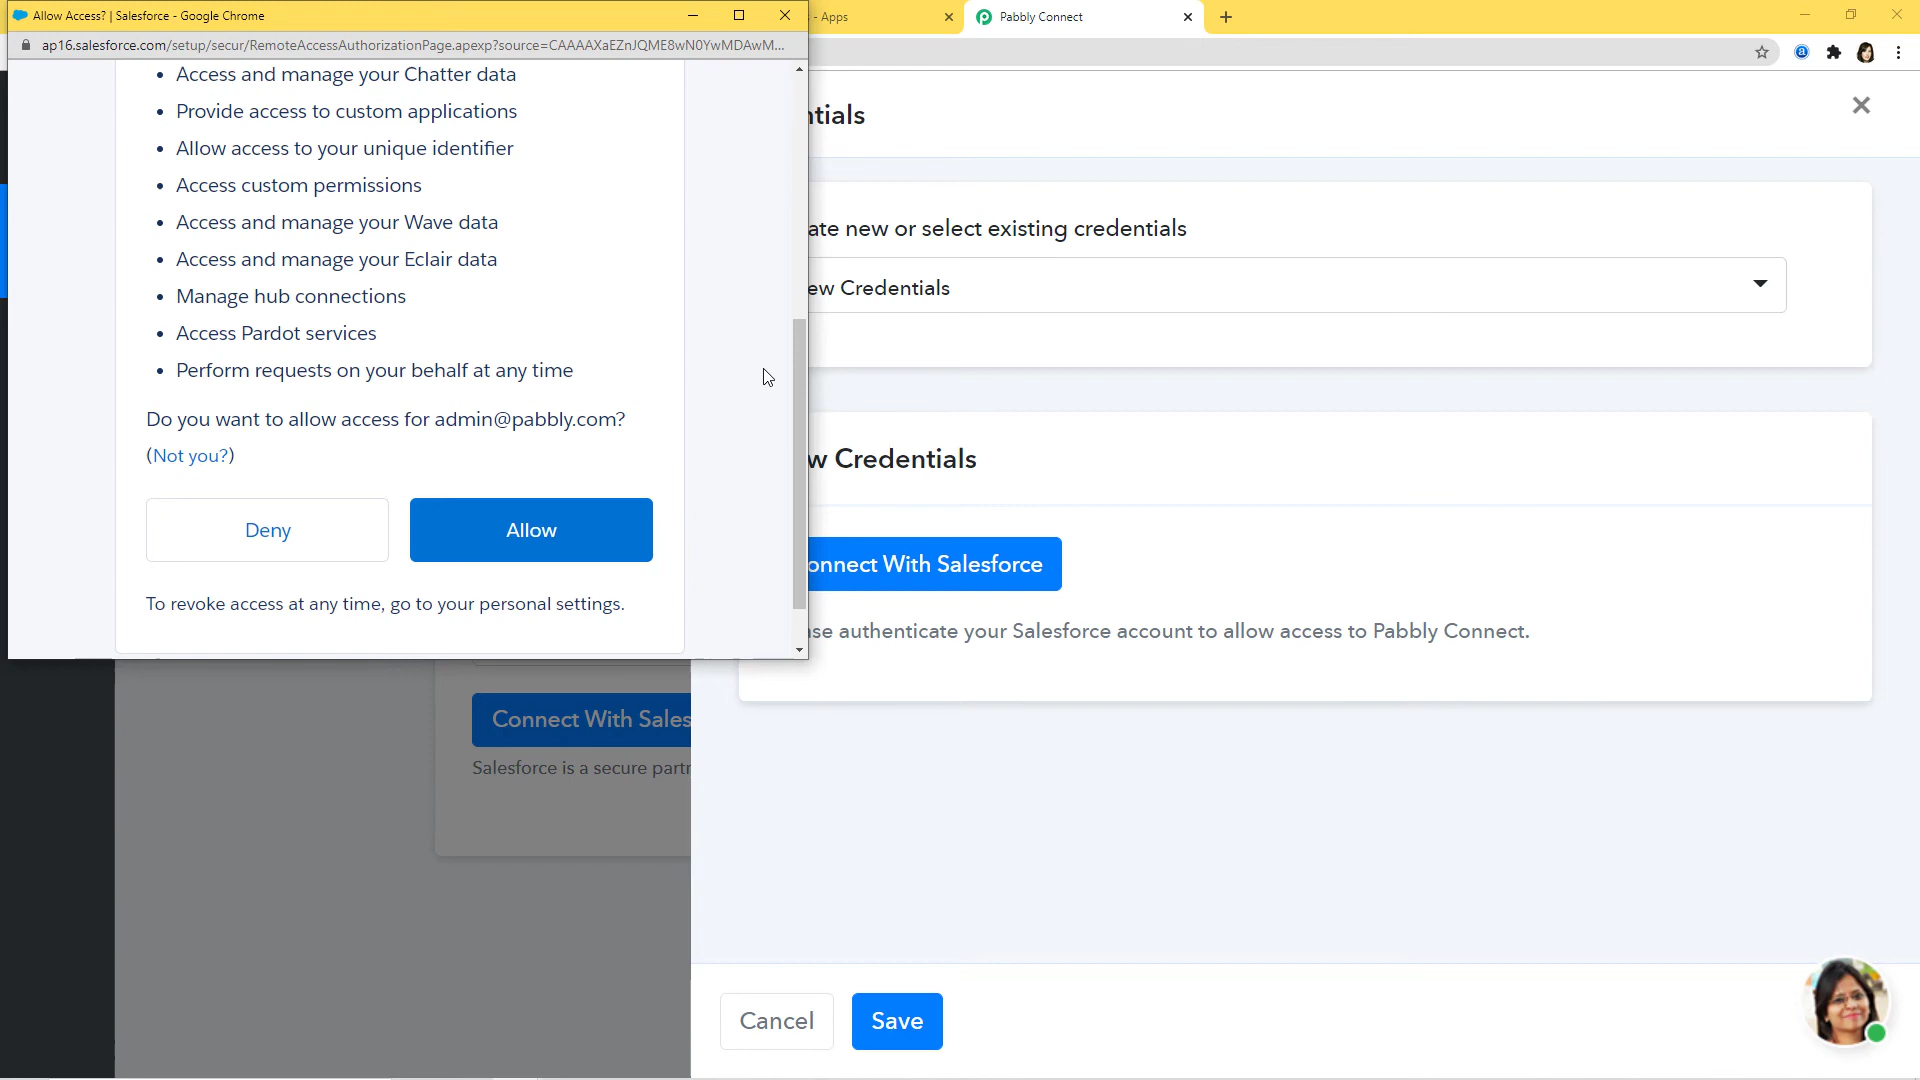 Allow Access? | Salesforce - Google Chrome
- Apps
Pabbly Connect
ap16.salesforce.com/setup/secur/RemoteAccessAuthorizationPage.apexp?source=CAAAAXaEZnJQME8wN0YwMDAwM...
Access and manage your Chatter data
Provide access to custom applications
Allow access to your unique identifier
Access custom permissions
Access and manage your Wave data
Access and manage your Eclair data
Manage hub connections
Access Pardot services
Perform requests on your behalf at any time
Do you want to allow access for admin@pabbly.com?
(Not you?)
Deny
Allow
To revoke access at any time, go to your personal settings.
ntials
ate new or select existing credentials
ew Credentials
w Credentials
onnect With Salesforce
se authenticate your Salesforce account to allow access to Pabbly Connect.
Connect With Sales
Salesforce is a secure partn
Cancel
Save